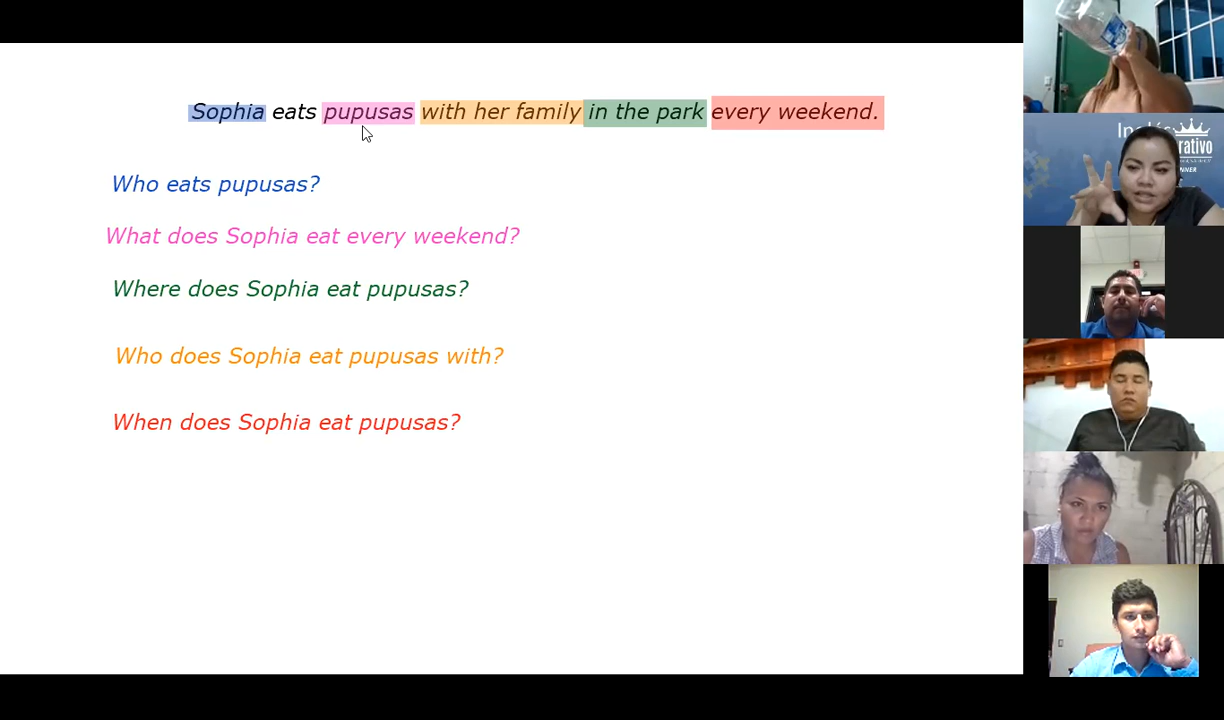 Sophia eats pupusas with her family in the park every weekend.
Who eats pupusas?
What does Sophia eat every weekend?
Where does Sophia eat pupusas?
Who does Sophia eat pupusas with?
When does Sophia eat pupusas?